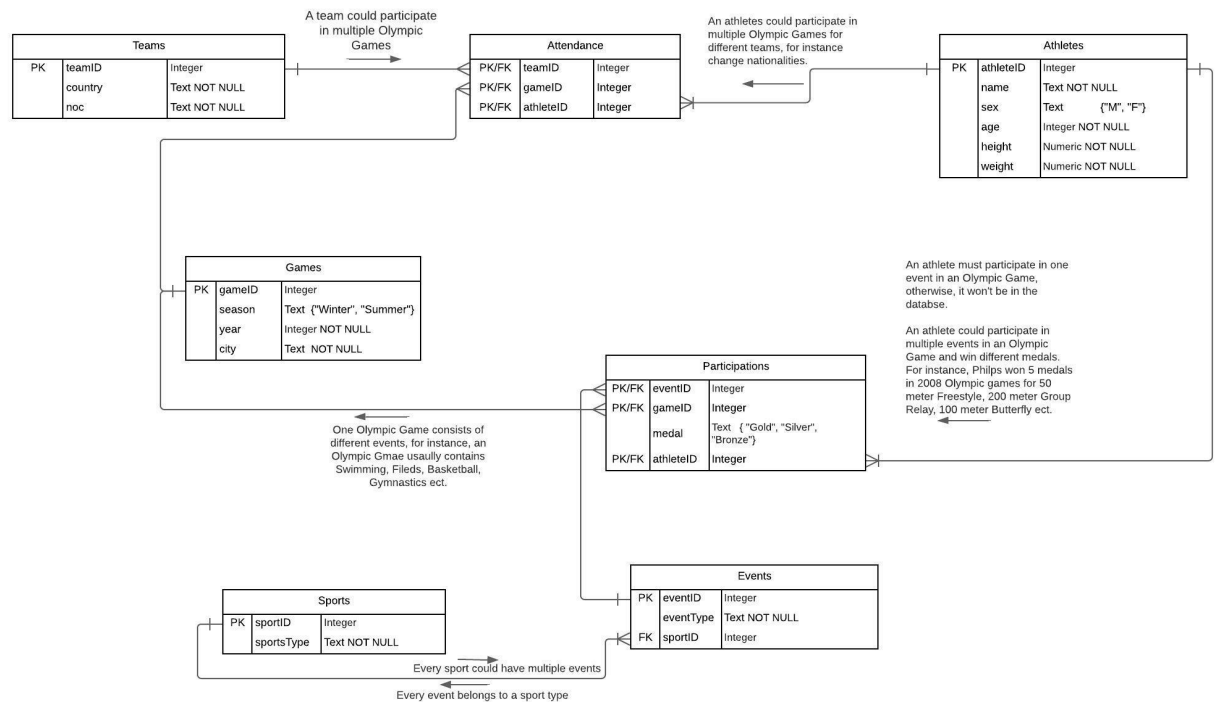 A team could participate
in multiple Olympic
Games
An athletes could participate in
multiple Olympic Games for
different teams, for instance
change nationalities.
Teams
PK teamID Integer
country Text NOT NULL
noc Text NOT NULL
Attendance
PK/FK teamID Integer
PK/FK gameID Integer
PK/FK athleteID Integer
Athletes
PK athleteID Integer
name Text NOT NULL
sex Text {"M", "F"}
age Integer NOT NULL
height Numeric NOT NULL
weight Numeric NOT NULL
Games
PK gameID Integer
season Text {"Winter", "Summer"}
year Integer NOT NULL
city Text NOT NULL
An athlete must participate in one
event in an Olympic Game,
otherwise, it won't be in the
databse.
An athlete could participate in
multiple events in an Olympic
Game and win different medals.
For instance, Philps won 5 medals
in 2008 Olympic games for 50
meter Freestyle, 200 meter Group
Relay, 100 meter Butterfly ect.
Participations
PK/FK eventID Integer
PK/FK gameID Integer
medal Text { "Gold", "Silver",
"Bronze"}
PK/FK athleteID Integer
One Olympic Game consists of
different events, for instance, an
Olympic Gmae usaully contains
Swimming, Fileds, Basketball,
Gymnastics ect.
Events
PK eventID Integer
eventType Text NOT NULL
FK sportID Integer
Sports
PK sportID Integer
sportsType Text NOT NULL
Every sport could have multiple events
Every event belongs to a sport type